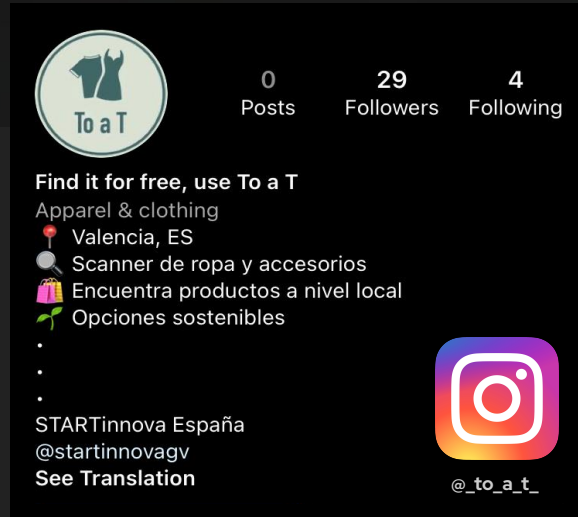 To a T
0 29 4
Posts Followers Following
Find it for free, use To a T
Apparel & clothing
📍 Valencia, ES
🔍 Scanner de ropa y accesorios
🛍️ Encuentra productos a nivel local
🌱 Opciones sostenibles
.
.
.
STARTinnova España
@startinnovagv
See Translation
@_to_a_t_